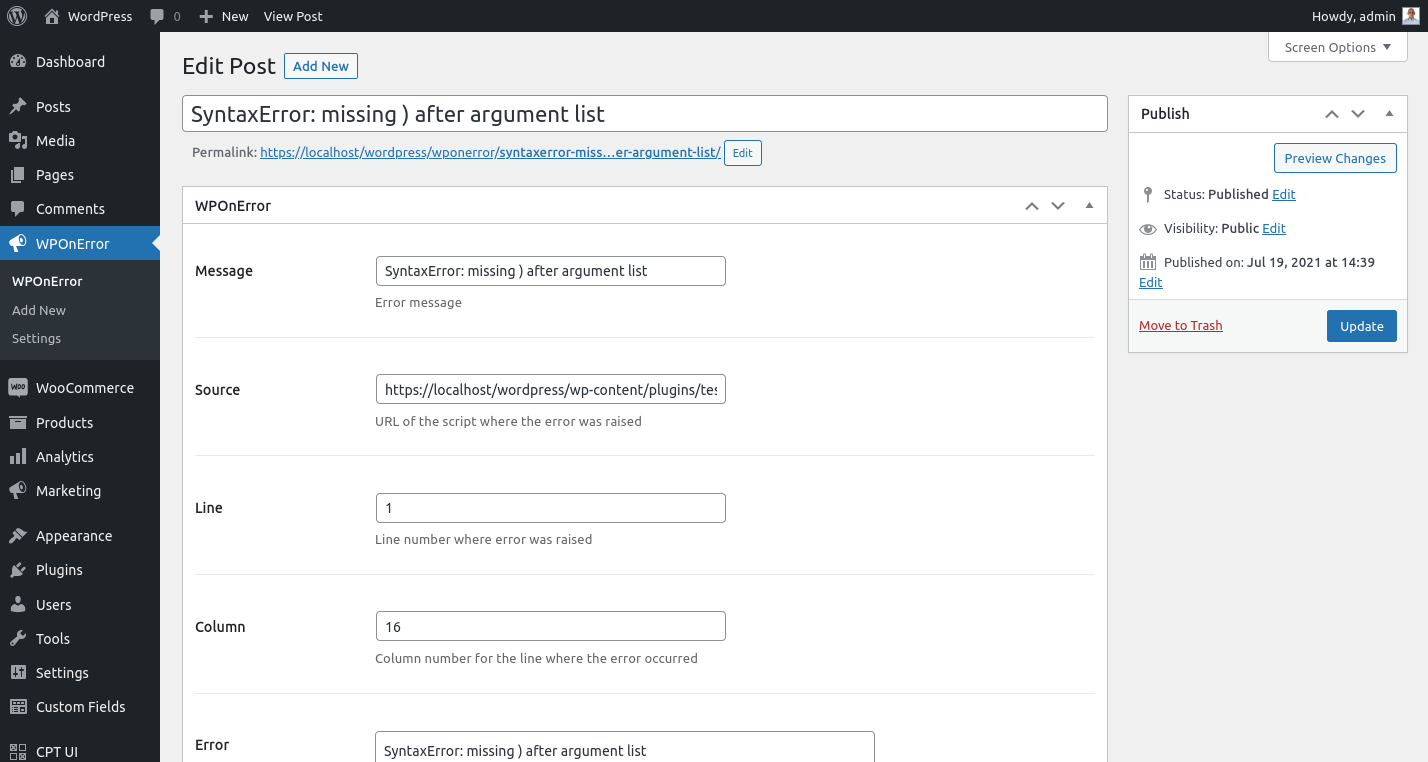 WordPress 0 New View Post Howdy, admin
Screen Options
Dashboard
Posts
Media
Pages
Comments
WPOnError
WPOnError
Add New
Settings
WOO WooCommerce
Products
Analytics
Marketing
Appearance
Plugins
Users
Tools
Settings
Custom Fields
CPT UI
Edit Post Add New
SyntaxError: missing ) after argument list
Permalink: https://localhost/wordpress/wponerror/syntaxerror-miss…er-argument-list/ Edit
WPOnError
Message SyntaxError: missing ) after argument list
Error message
Source https://localhost/wordpress/wp-content/plugins/tes
URL of the script where the error was raised
Line 1
Line number where error was raised
Column 16
Column number for the line where the error occurred
Error SyntaxError: missing ) after argument list
Publish
Preview Changes
Status: Published Edit
Visibility: Public Edit
Published on: Jul 19, 2021 at 14:39
Edit
Move to Trash Update